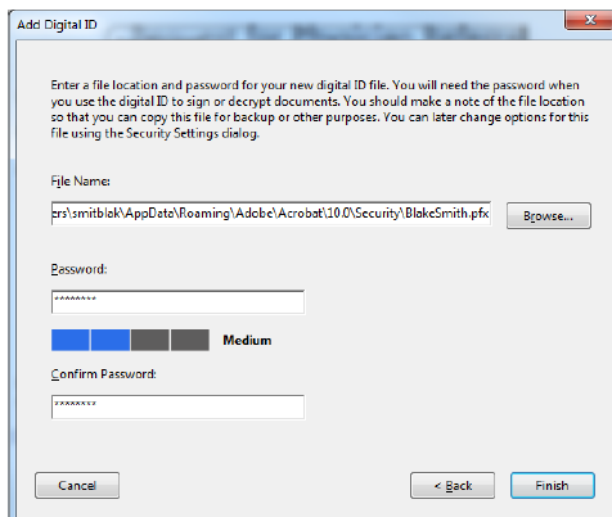 Add Digital ID
Enter a file location and password for your new digital ID file. You will need the password when
you use the digital ID to sign or decrypt documents. You should make a note of the file location
so that you can copy this file for backup or other purposes. You can later change options for this
file using the Security Settings dialog.
File Name:
ers\smitblak\AppData\Roaming\Adobe\Acrobat\10.0\Security\BlakeSmith.pfx
Browse...
Password:
********
Medium
Confirm Password:
********
Cancel
< Back
Finish